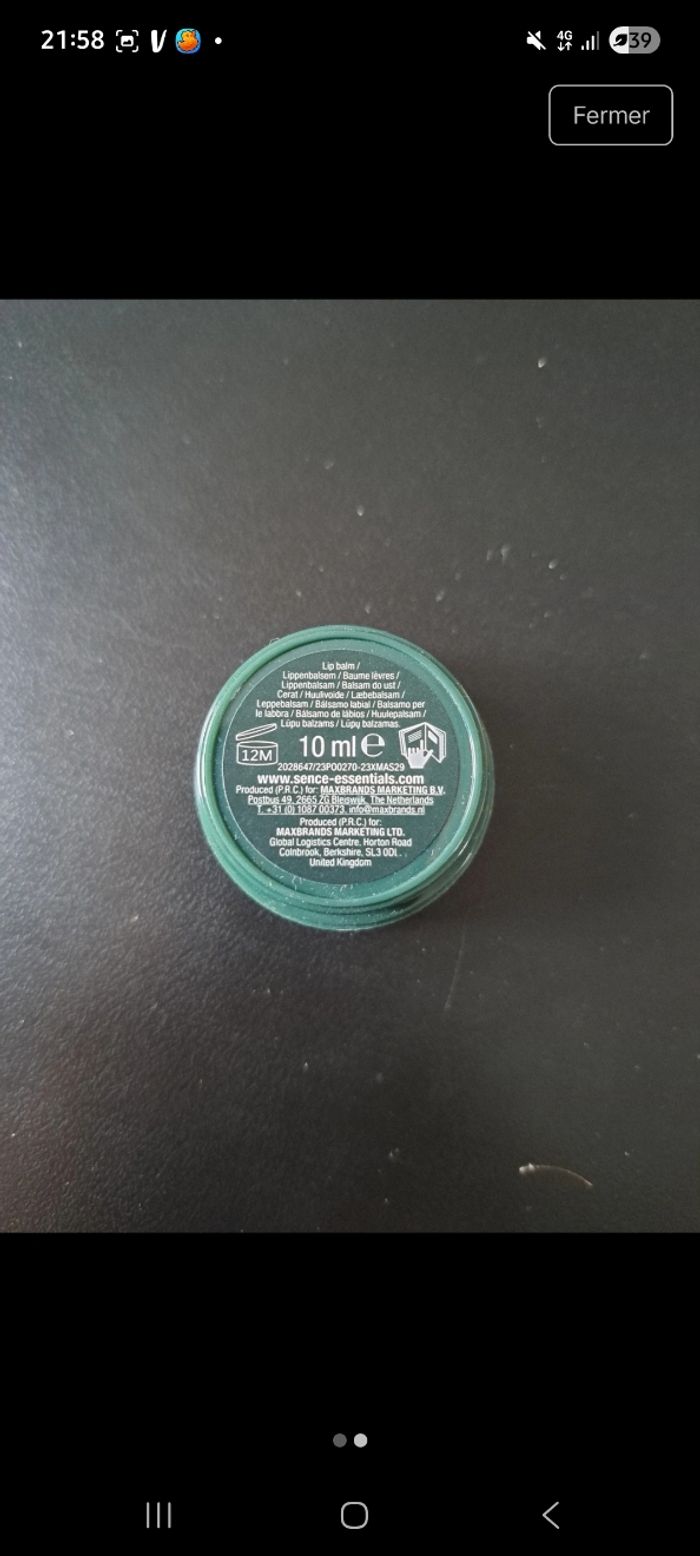 21:58
4G
39
Fermer
Lip balm /
Lippenbalsem / Baume lèvres /
Lippenbalsam / Balsam do ust /
Cerat / Huulivoide / Læbebalsam /
Leppebalsam / Bálsamo labial / Balsamo per
le labbra / Bálsamo de lábios / Huulepalsam /
Lūpu balzams / Lūpų balzamas.
12M
10 ml e
2028647/23P00270-23XMAS29
www.sence-essentials.com
Produced (P.R.C.) for: MAXBRANDS MARKETING B.V.
Postbus 49, 2665 ZG Bleiswijk, The Netherlands
T. +31 (0) 1087 00373, info@maxbrands.nl
Produced (P.R.C.) for:
MAXBRANDS MARKETING LTD.
Global Logistics Centre, Horton Road
Colnbrook, Berkshire, SL3
United Kingdom